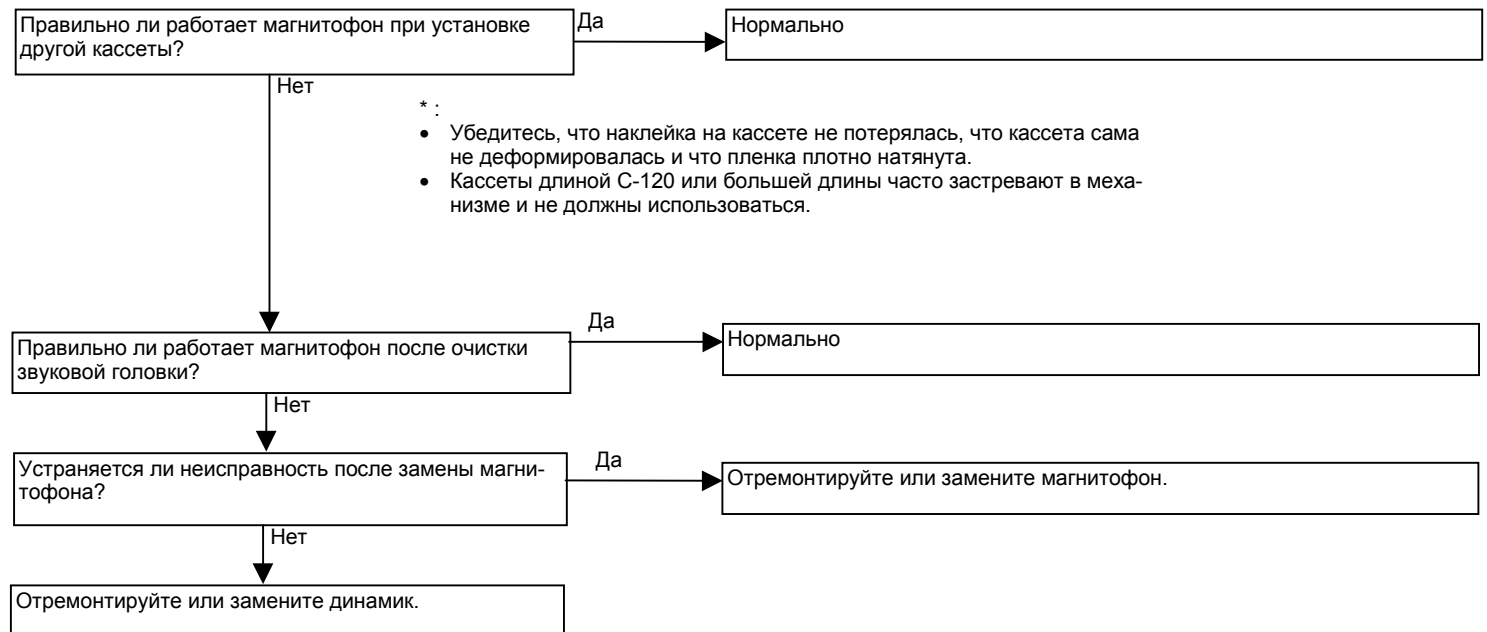 Правильно ли работает магнитофон при установке
другой кассеты?
Да
Нормально
Нет
* :
• Убедитесь, что наклейка на кассете не потерялась, что кассета сама
не деформировалась и что пленка плотно натянута.
• Кассеты длиной С-120 или большей длины часто застревают в меха-
низме и не должны использоваться.
Правильно ли работает магнитофон после очистки
звуковой головки?
Да
Нормально
Нет
Устраняется ли неисправность после замены магни-
тофона?
Да
Отремонтируйте или замените магнитофон.
Нет
Отремонтируйте или замените динамик.